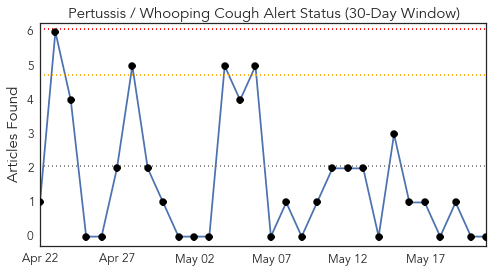 Pertussis / Whooping Cough Alert Status (30-Day Window)
Articles Found
6
5
4
3
2
1
0
Apr 22 Apr 27 May 02 May 07 May 12 May 17